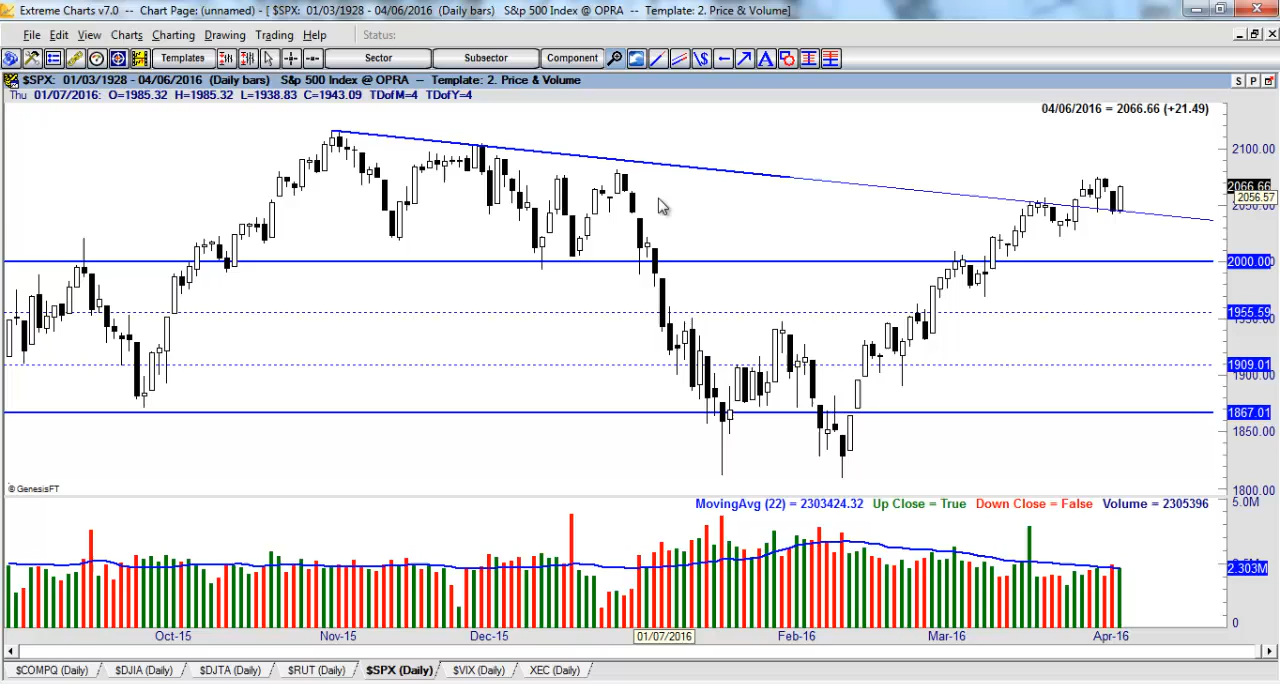 Extreme Charts v7.0 -- Chart Page: (unnamed) - [ $SPX: 01/03/1928 - 04/06/2016 (Daily bars) S&p 500 Index @ OPRA -- Template: 2. Price & Volume]
File Edit View Charts Charting Drawing Trading Help Status:
Templates Sector Subsector Component
$SPX: 01/03/1928 - 04/06/2016 (Daily bars) S&p 500 Index @ OPRA -- Template: 2. Price & Volume S P
Thu 01/07/2016: O=1985.32 H=1985.32 L=1938.83 C=1943.09 TDofM=4 TDofY=4
04/06/2016 = 2066.66 (+21.49)
2100.00
2066.66
2056.57
2000.00
1955.59
1909.01
1900.00
1867.01
1850.00
1800.00
© GenesisFT
MovingAvg (22) = 2303424.32 Up Close = True Down Close = False Volume = 2305396
5.0M
2.303M
0
Oct-15 Nov-15 Dec-15 01/07/2016 Feb-16 Mar-16 Apr-16
$COMPQ (Daily) $DJIA (Daily) $DJTA (Daily) $RUT (Daily) $SPX (Daily) $VIX (Daily) XEC (Daily)